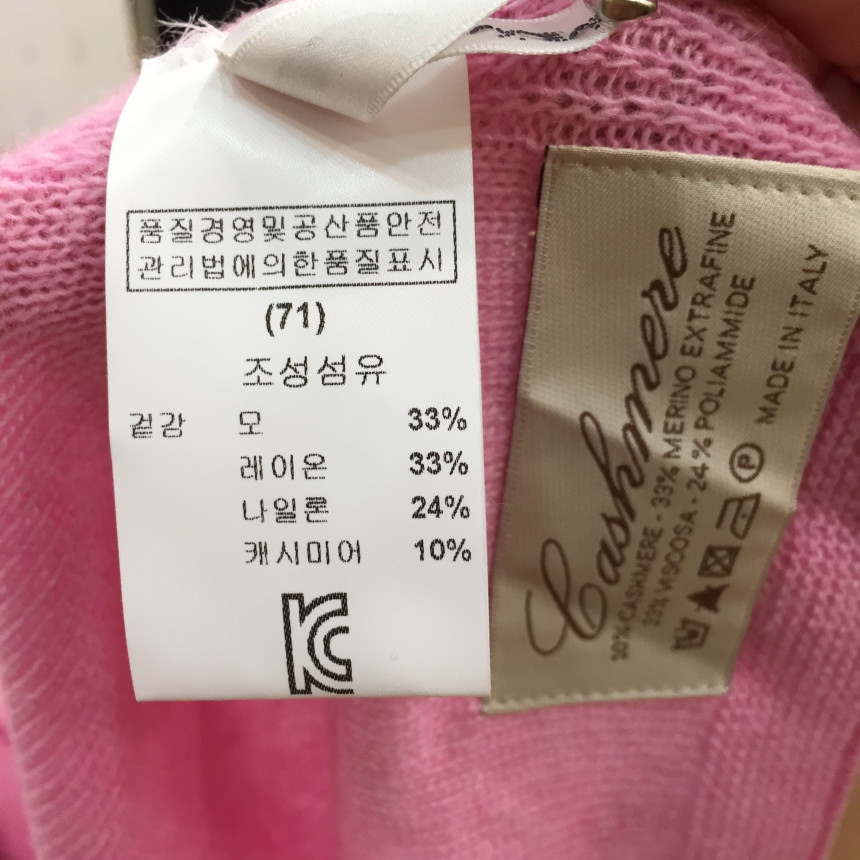 품질경영및공산품안전
관리법에의한품질표시
(71)
조성섬유
겉감 모 33%
레이온 33%
나일론 24%
캐시미어 10%
KC
Cashmere
10% CASHMERE - 33% MERINO EXTRAFINE
33% VISCOSA - 24% POLIAMMIDE
P
MADE IN ITALY